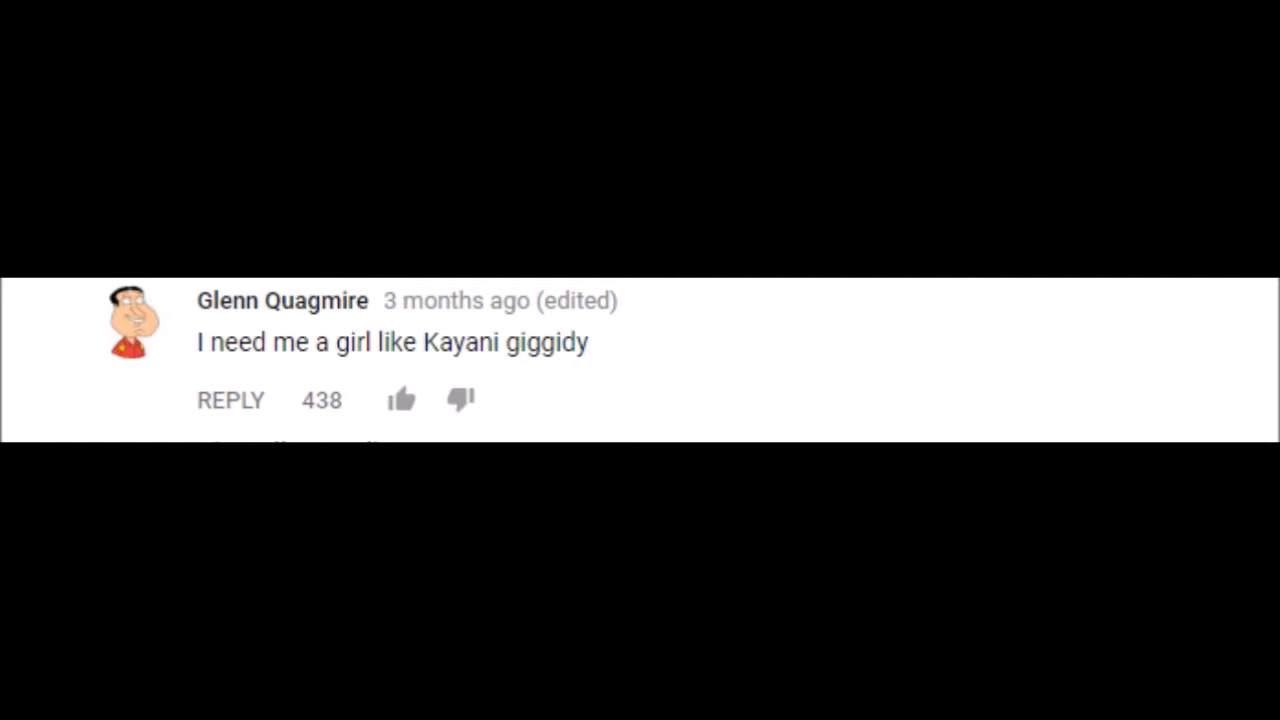 Glenn Quagmire 3 months ago (edited)
I need me a girl like Kayani giggidy
REPLY 438